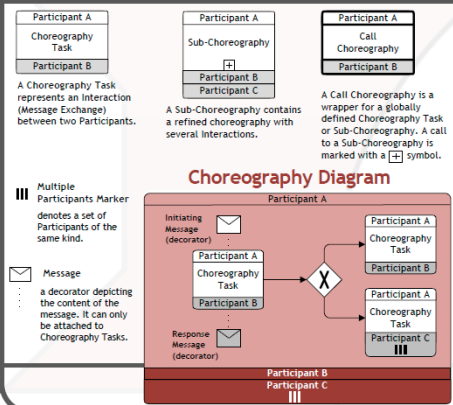 Participant A
Choreography
Task
Participant B
A Choreography Task
represents an Interaction
(Message Exchange)
between two Participants.
Participant A
Sub-Choreography
Participant B
Participant C
A Sub-Choreography contains
a refined choreography with
several Interactions.
Participant A
Call
Choreography
Participant B
A Call Choreography is a
wrapper for a globally
defined Choreography Task
or Sub-Choreography. A call
to a Sub-Choreography is
marked with a + symbol.
Multiple
Participants Marker
denotes a set of
Participants of the
same kind.
Message
a decorator depicting
the content of the
message. It can only
be attached to
Choreography Tasks.
Choreography Diagram
Participant A
Initiating
Message
(decorator)
Participant A
Choreography
Task
Participant B
Response
Message
(decorator)
X
Participant A
Choreography
Task
Participant B
Participant A
Choreography
Task
Participant C
Participant B
Participant C